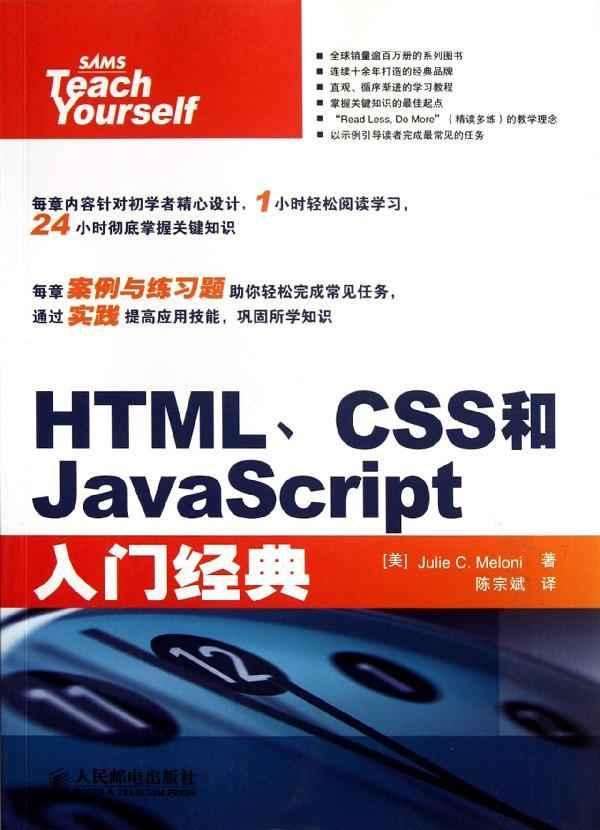 SAMS
Teach
Yourself
■ 全球销量逾百万册的系列图书
■ 连续十余年打造的经典品牌
■ 直观、循序渐进的学习教程
■ 掌握关键知识的最佳起点
■ “Read Less, Do More”（精读多练）的教学理念
■ 以示例引导读者完成最常见的任务
每章内容针对初学者精心设计，1小时轻松阅读学习，
24小时彻底掌握关键知识
每章案例与练习题助你轻松完成常见任务，
通过实践提高应用技能，巩固所学知识
HTML、CSS和
JavaScript
入门经典
[美] Julie C. Meloni 著
陈宗斌 译
11
12
1
人民邮电出版社
POSTS & TELECOM PRESS